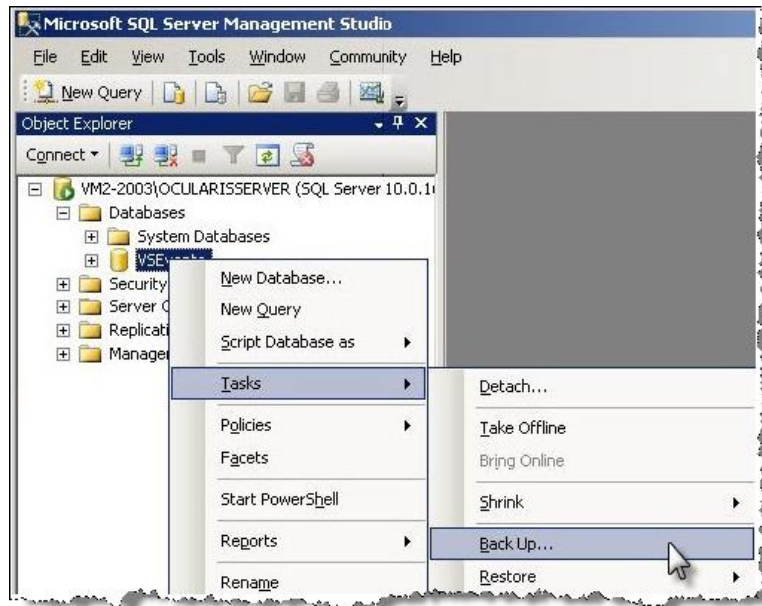 Microsoft SQL Server Management Studio
File Edit View Tools Window Community Help
New Query
Object Explorer
Connect
VM2-2003\OCULARISSERVER (SQL Server 10.0.1
Databases
System Databases
VSEvents
Security
Server
Replicati
Manage
New Database...
New Query
Script Database as
Tasks
Policies
Facets
Start PowerShell
Reports
Rename
Detach...
Take Offline
Bring Online
Shrink
Back Up...
Restore